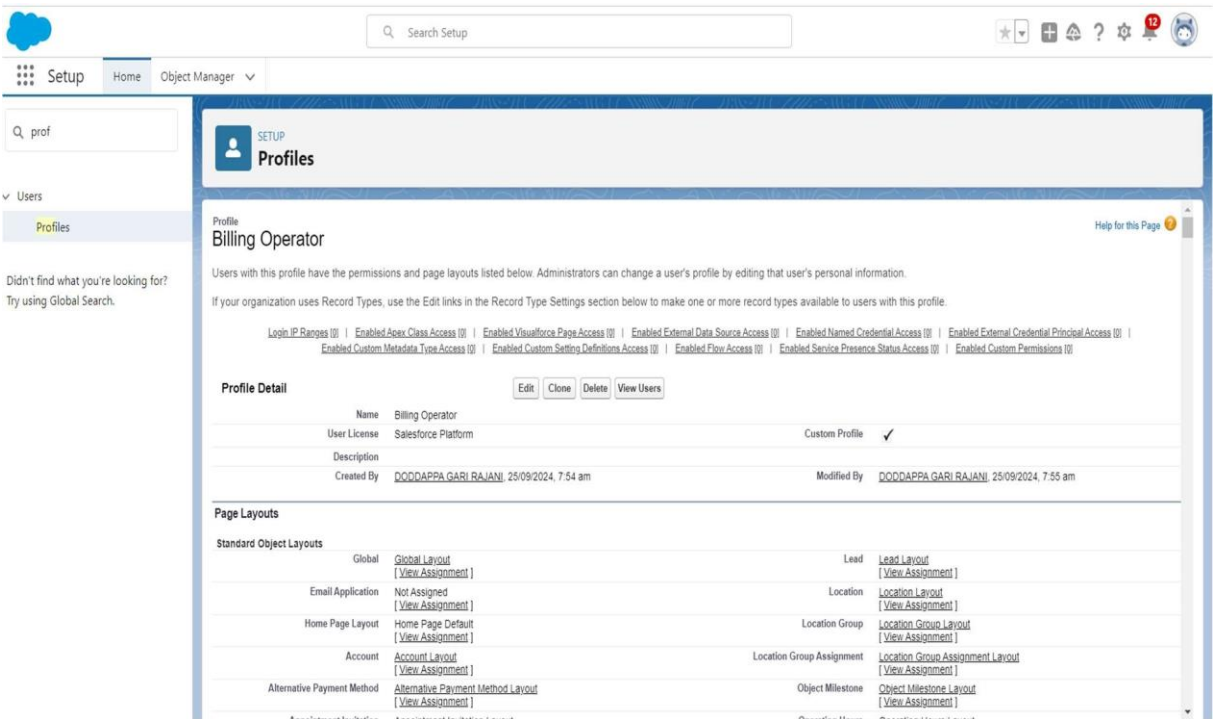 Search Setup
12
Setup
Home
Object Manager
prof
Users
Profiles
Didn't find what you're looking for?
Try using Global Search.
SETUP
Profiles
Profile
Billing Operator
Help for this Page
Users with this profile have the permissions and page layouts listed below. Administrators can change a user's profile by editing that user's personal information.
If your organization uses Record Types, use the Edit links in the Record Type Settings section below to make one or more record types available to users with this profile.
Login IP Ranges [0] | Enabled Apex Class Access [0] | Enabled Visualforce Page Access [0] | Enabled External Data Source Access [0] | Enabled Named Credential Access [0] | Enabled External Credential Principal Access [0] |
Enabled Custom Metadata Type Access [0] | Enabled Custom Setting Definitions Access [0] | Enabled Flow Access [0] | Enabled Service Presence Status Access [0] | Enabled Custom Permissions [0]
Profile Detail Edit Clone Delete View Users
Name Billing Operator
User License Salesforce Platform Custom Profile ✓
Description
Created By DODDAPPA GARI RAJANI, 25/09/2024, 7:54 am Modified By DODDAPPA GARI RAJANI, 25/09/2024, 7:55 am
Page Layouts
Standard Object Layouts
Global Global Layout Lead Lead Layout
[ View Assignment ] [ View Assignment ]
Email Application Not Assigned Location Location Layout
[ View Assignment ] [ View Assignment ]
Home Page Layout Home Page Default Location Group Location Group Layout
[ View Assignment ] [ View Assignment ]
Account Account Layout Location Group Assignment Location Group Assignment Layout
[ View Assignment ] [ View Assignment ]
Alternative Payment Method Alternative Payment Method Layout Object Milestone Object Milestone Layout
[ View Assignment ] [ View Assignment ]